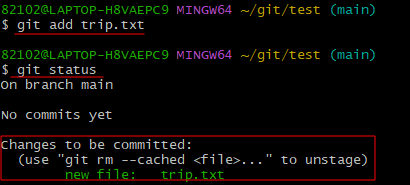 82102@LAPTOP-H8VAEPC9 MINGW64 ~/git/test (main)
$ git add trip.txt
82102@LAPTOP-H8VAEPC9 MINGW64 ~/git/test (main)
$ git status
On branch main
No commits yet
Changes to be committed:
  (use "git rm --cached <file>..." to unstage)
        new file:   trip.txt